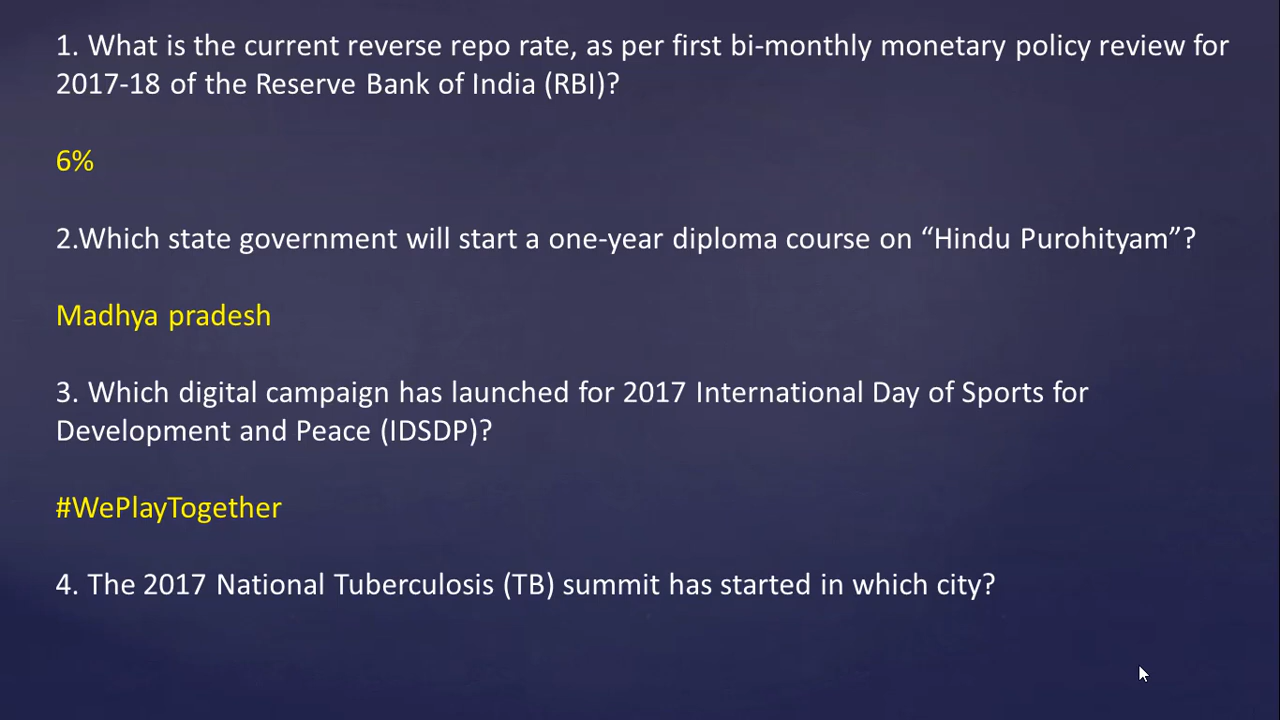 1. What is the current reverse repo rate, as per first bi-monthly monetary policy review for
2017-18 of the Reserve Bank of India (RBI)?
6%
2.Which state government will start a one-year diploma course on “Hindu Purohityam”?
Madhya pradesh
3. Which digital campaign has launched for 2017 International Day of Sports for
Development and Peace (IDSDP)?
#WePlayTogether
4. The 2017 National Tuberculosis (TB) summit has started in which city?